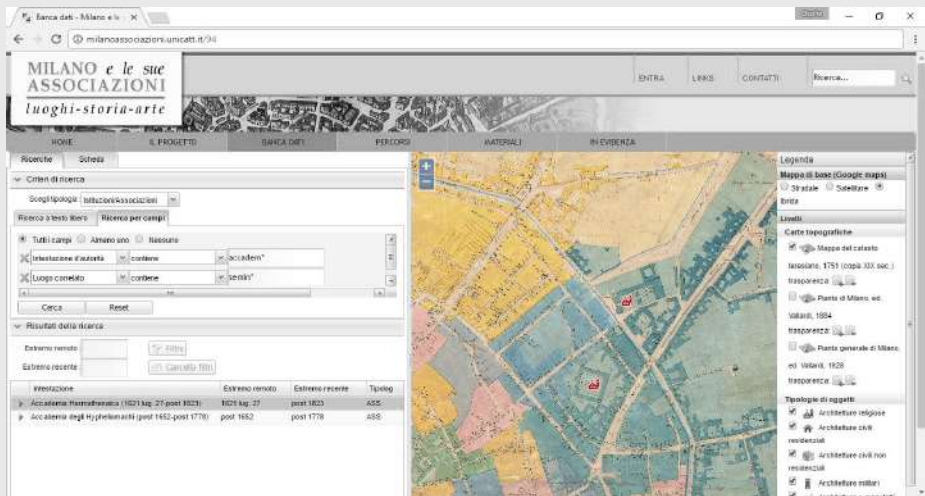 Banca dati - Milano e le
milanoassociazioni.unicatt.it/94
MILANO e le sue
ASSOCIAZIONI
luoghi-storia-arte
ENTRA LINKS CONTATTI Ricerca...
HOME IL PROGETTO BANCA DATI PERCORSI MATERIALI IN EVIDENZA
Ricerche Scheda
Criteri di ricerca
Scegli tipologia: Istituzioni/Associazioni
Ricerca a testo libero Ricerca per campi
Tutti i campi Almeno uno Nessuno
Intestazione d'autorità contiene accadem*
Luogo correlato contiene semin*
Cerca Reset
Risultati della ricerca
Estremo remoto Filtra
Estremo recente Cancella filtri
Intestazione Estremo remoto Estremo recente Tipolog
Accademia Hermathenaica (1621 lug. 27-post 1623) 1621 lug. 27 post 1623 ASS.
Accademia degli Hypheliomachi (post 1652-post 1778) post 1652 post 1778 ASS.
Legenda
Mappa di base (Google maps)
Stradale Satellitare
Ibrida
Livelli
Carte topografiche
Mappa del catasto
teresiano, 1751 (copia XIX sec.)
trasparenza
Pianta di Milano, ed.
Vallardi, 1884
trasparenza
Pianta generale di Milano,
ed. Vallardi, 1928
trasparenza
Tipologie di oggetti
Architetture religiose
Architetture civili
residenziali
Architetture civili non
residenziali
Architetture militari